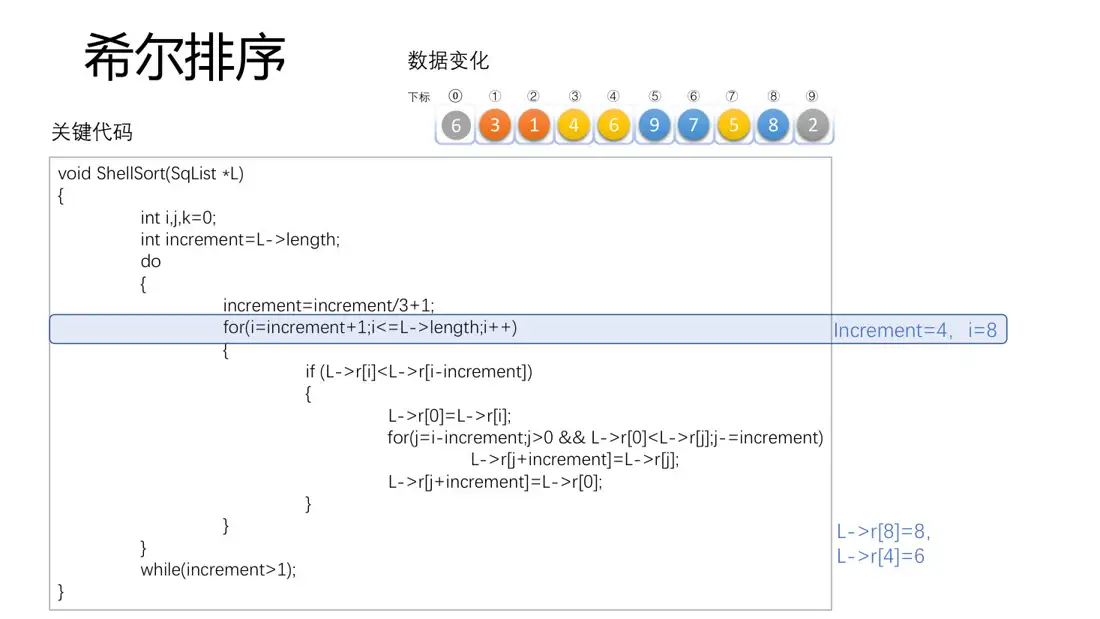 希尔排序
数据变化
下标 ⓪ ① ② ③ ④ ⑤ ⑥ ⑦ ⑧ ⑨
6 3 1 4 6 9 7 5 8 2
关键代码
void ShellSort(SqList *L)
{
int i,j,k=0;
int increment=L->length;
do
{
increment=increment/3+1;
for(i=increment+1;i<=L->length;i++)
Increment=4, i=8
{
if (L->r[i]<L->r[i-increment])
{
L->r[0]=L->r[i];
for(j=i-increment;j>0 && L->r[0]<L->r[j];j-=increment)
L->r[j+increment]=L->r[j];
L->r[j+increment]=L->r[0];
}
}
}
while(increment>1);
}
L->r[8]=8,
L->r[4]=6